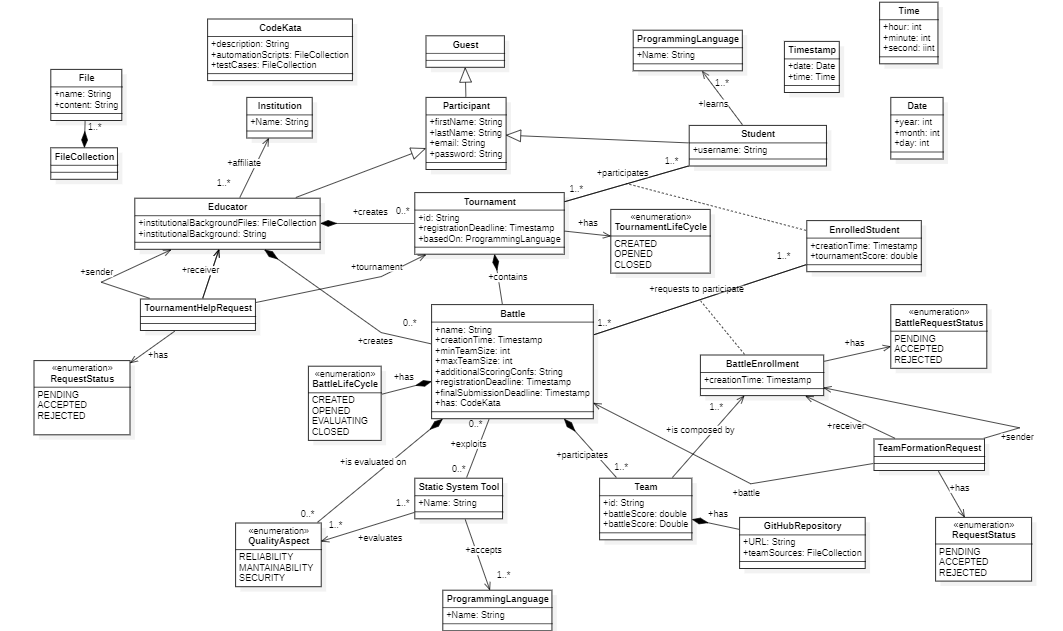 CodeKata
+description: String
+automationScripts: FileCollection
+testCases: FileCollection
Guest
ProgrammingLanguage
+Name: String
Timestamp
+date: Date
+time: Time
Time
+hour: int
+minute: int
+second: iint
File
+name: String
+content: String
1..*
FileCollection
Institution
+Name: String
+affiliate
1..*
Participant
+firstName: String
+lastName: String
+email: String
+password: String
1..*
+learns
Student
+username: String
Date
+year: int
+month: int
+day: int
1..*
+participates
1..*
Educator
+institutionalBackgroundFiles: FileCollection
+institutionalBackground: String
+creates
0..*
Tournament
+id: String
+registrationDeadline: Timestamp
+basedOn: ProgrammingLanguage
+has
«enumeration»
TournamentLifeCycle
CREATED
OPENED
CLOSED
EnrolledStudent
+creationTime: Timestamp
+tournamentScore: double
1..*
+sender
+receiver
+tournament
+contains
+requests to participate
TournamentHelpRequest
+has
0..*
+creates
1..*
Battle
+name: String
+creationTime: Timestamp
+minTeamSize: int
+maxTeamSize: int
+additionalScoringConfs: String
+registrationDeadline: Timestamp
+finalSubmissionDeadline: Timestamp
+has: CodeKata
«enumeration»
BattleRequestStatus
PENDING
ACCEPTED
REJECTED
+has
BattleEnrollment
+creationTime: Timestamp
«enumeration»
RequestStatus
PENDING
ACCEPTED
REJECTED
«enumeration»
BattleLifeCycle
CREATED
OPENED
EVALUATING
CLOSED
+has
1..*
+is composed by
+receiver
+sender
TeamFormationRequest
0..*
+exploits
0..*
+is evaluated on
0..*
+participates
1..*
+battle
+has
Static System Tool
+Name: String
1..*
1..*
+evaluates
Team
+id: String
+battleScore: double
+battleScore: Double
+has
GitHubRepository
+URL: String
+teamSources: FileCollection
«enumeration»
RequestStatus
PENDING
ACCEPTED
REJECTED
«enumeration»
QualityAspect
RELIABILITY
MANTAINABILITY
SECURITY
+accepts
1..*
ProgrammingLanguage
+Name: String